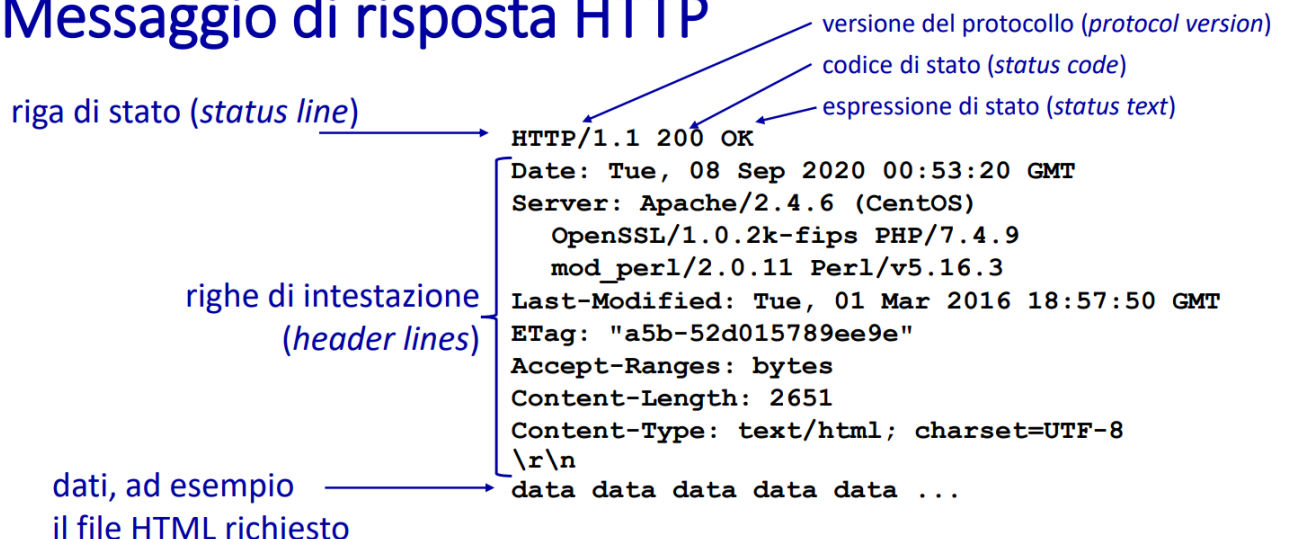 Messaggio di risposta HTTP
versione del protocollo (protocol version)
codice di stato (status code)
espressione di stato (status text)
riga di stato (status line)
HTTP/1.1 200 OK
Date: Tue, 08 Sep 2020 00:53:20 GMT
Server: Apache/2.4.6 (CentOS)
OpenSSL/1.0.2k-fips PHP/7.4.9
mod_perl/2.0.11 Perl/v5.16.3
righe di intestazione
(header lines)
Last-Modified: Tue, 01 Mar 2016 18:57:50 GMT
ETag: "a5b-52d015789ee9e"
Accept-Ranges: bytes
Content-Length: 2651
Content-Type: text/html; charset=UTF-8
\r\n
dati, ad esempio
il file HTML richiesto
data data data data data ...